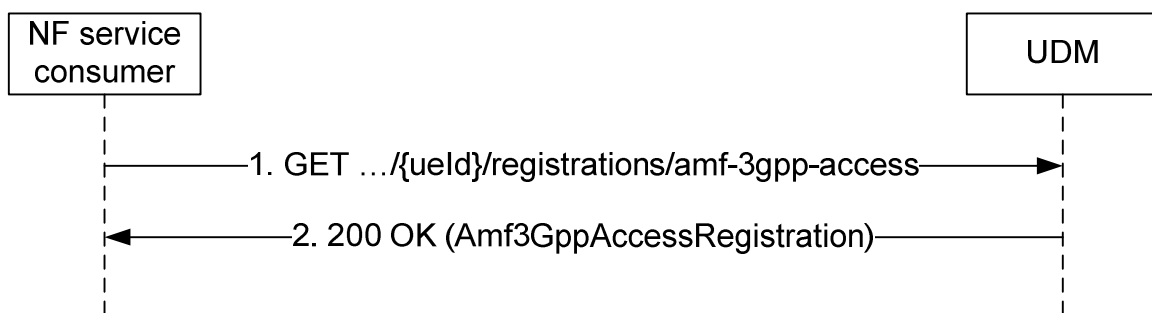 NF service
consumer
UDM
1. GET …/{ueId}/registrations/amf-3gpp-access
2. 200 OK (Amf3GppAccessRegistration)